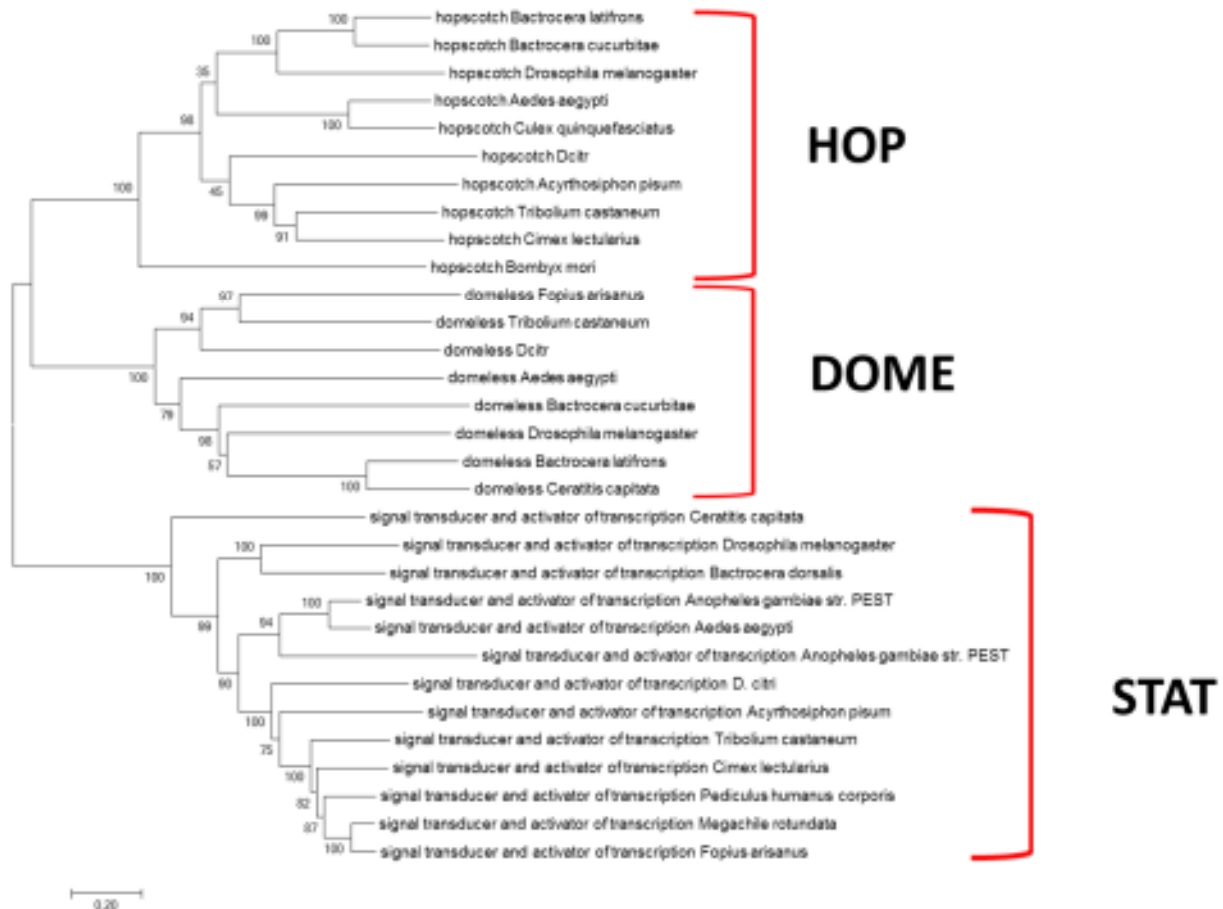 100
hopscotch Bactrocera latifrons
100
hopscotch Bactrocera cucurbitae
35
hopscotch Drosophila melanogaster
98
hopscotch Aedes aegypti
100
hopscotch Culex quinquefasciatus
HOP
hopscotch Dcitr
100
45
hopscotch Acyrthosiphon pisum
99
hopscotch Tribolium castaneum
91
hopscotch Cimex lectularius
hopscotch Bombyx mori
97
domeless Fopius arisanus
94
domeless Tribolium castaneum
domeless Dcitr
100
DOME
domeless Aedes aegypti
79
domeless Bactrocera cucurbitae
98
domeless Drosophila melanogaster
57
domeless Bactrocera latifrons
100
domeless Ceratitis capitata
signal transducer and activator of transcription Ceratitis capitata
100
signal transducer and activator of transcription Drosophila melanogaster
100
signal transducer and activator of transcription Bactrocera dorsalis
100
signal transducer and activator of transcription Anopheles gambiae str. PEST
99
94
signal transducer and activator of transcription Aedes aegypti
signal transducer and activator of transcription Anopheles gambiae str. PEST
90
signal transducer and activator of transcription D. citri
STAT
100
signal transducer and activator of transcription Acyrthosiphon pisum
75
signal transducer and activator of transcription Tribolium castaneum
100
signal transducer and activator of transcription Cimex lectularius
82
signal transducer and activator of transcription Pediculus humanus corporis
87
signal transducer and activator of transcription Megachile rotundata
100
signal transducer and activator of transcription Fopius arisanus
0.20